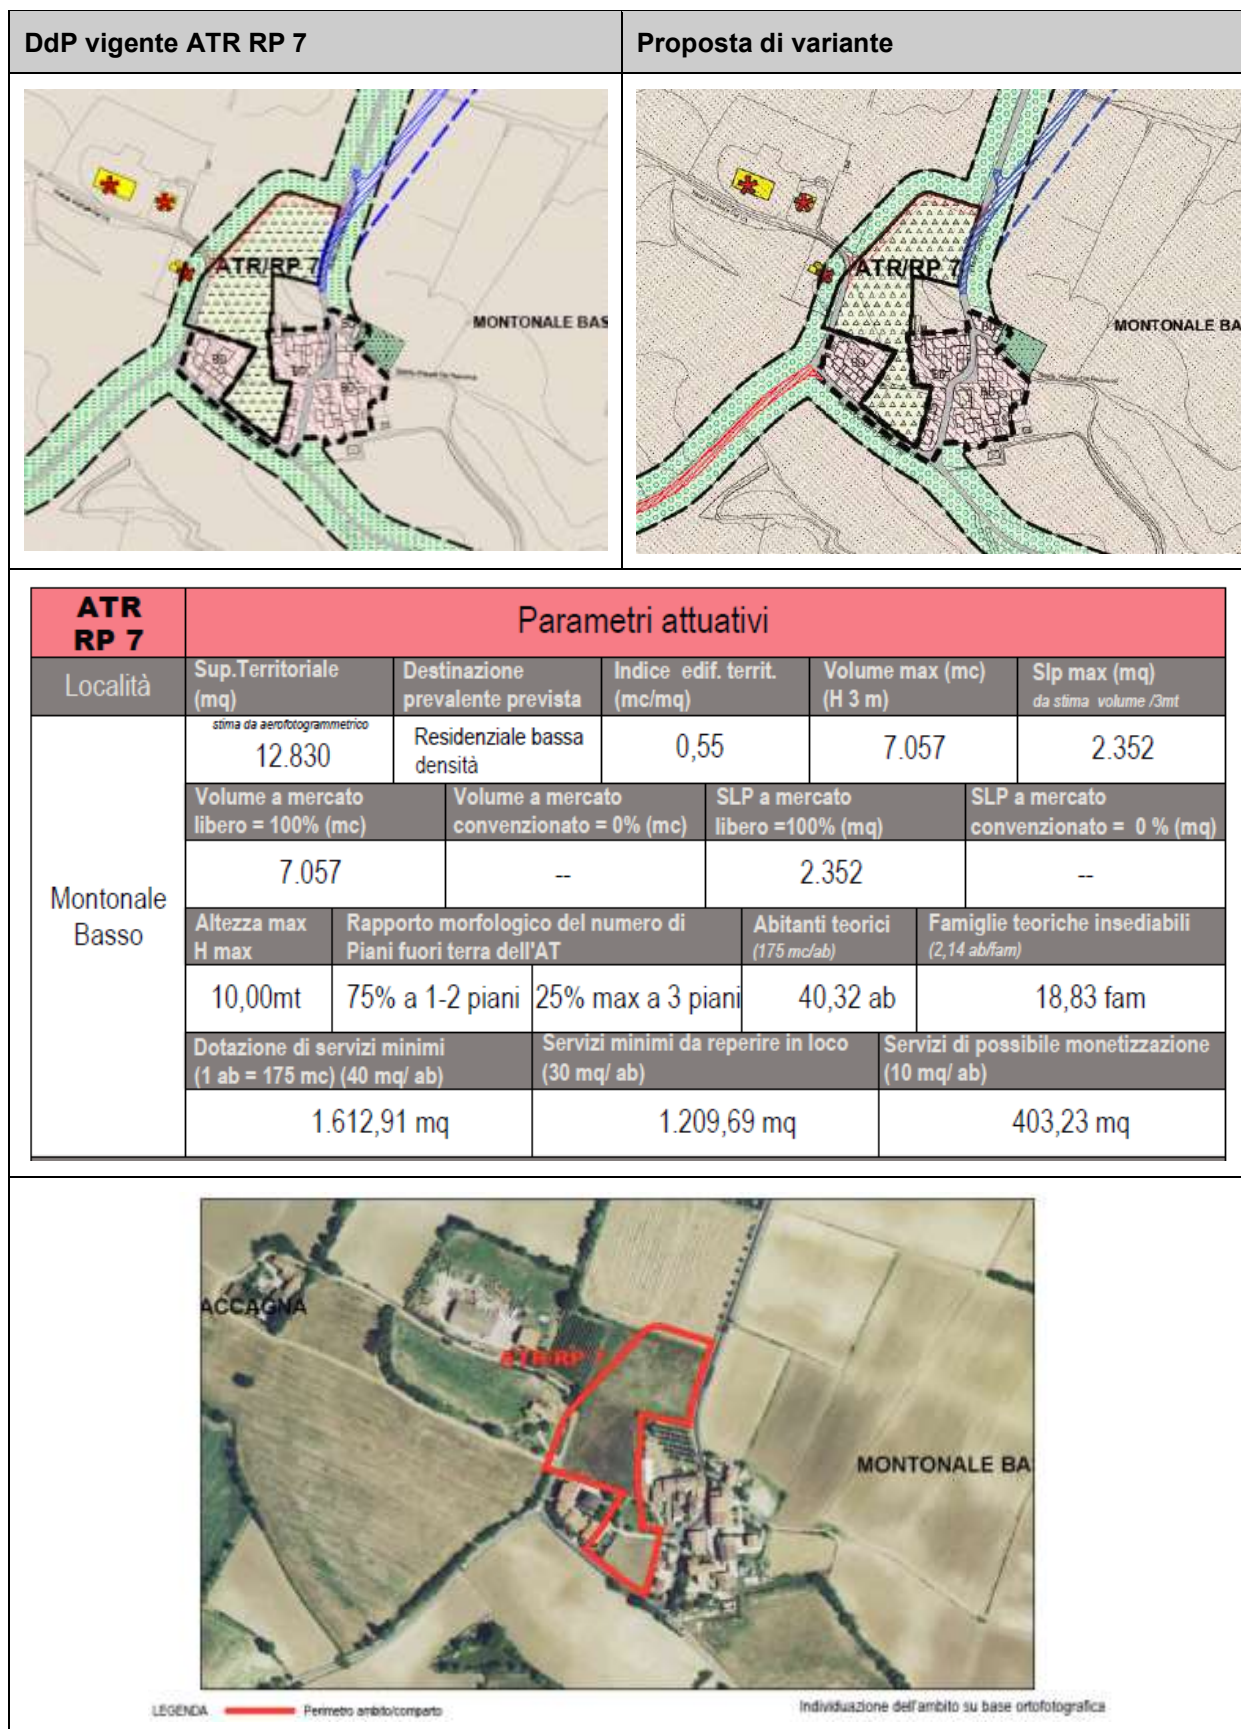 DdP vigente ATR RP 7
Proposta di variante
ATR/RP 7
MONTONALE BAS
BD
BD
BD
ATR/RP 7
MONTONALE BA
BD
BD
BD
BD
ATR
RP 7
Parametri attuativi
Località
Sup.Territoriale
(mq)
Destinazione
prevalente prevista
Indice edif. territ.
(mc/mq)
Volume max (mc)
(H 3 m)
Slp max (mq)
da stima volume /3mt
Montonale
Basso
stima da aerofotogrammetrico
12.830
Residenziale bassa
densità
0,55
7.057
2.352
Volume a mercato
libero = 100% (mc)
Volume a mercato
convenzionato = 0% (mc)
SLP a mercato
libero =100% (mq)
SLP a mercato
convenzionato = 0 % (mq)
7.057
--
2.352
--
Altezza max
H max
Rapporto morfologico del numero di
Piani fuori terra dell'AT
Abitanti teorici
(175 mc/ab)
Famiglie teoriche insediabili
(2,14 ab/fam)
10,00mt
75% a 1-2 piani
25% max a 3 piani
40,32 ab
18,83 fam
Dotazione di servizi minimi
(1 ab = 175 mc) (40 mq/ ab)
Servizi minimi da reperire in loco
(30 mq/ ab)
Servizi di possibile monetizzazione
(10 mq/ ab)
1.612,91 mq
1.209,69 mq
403,23 mq
ACCAGNA
ATR/RP 7
MONTONALE BA
LEGENDA
Perimetro ambito/comparto
Individuazione dell'ambito su base ortofotografica